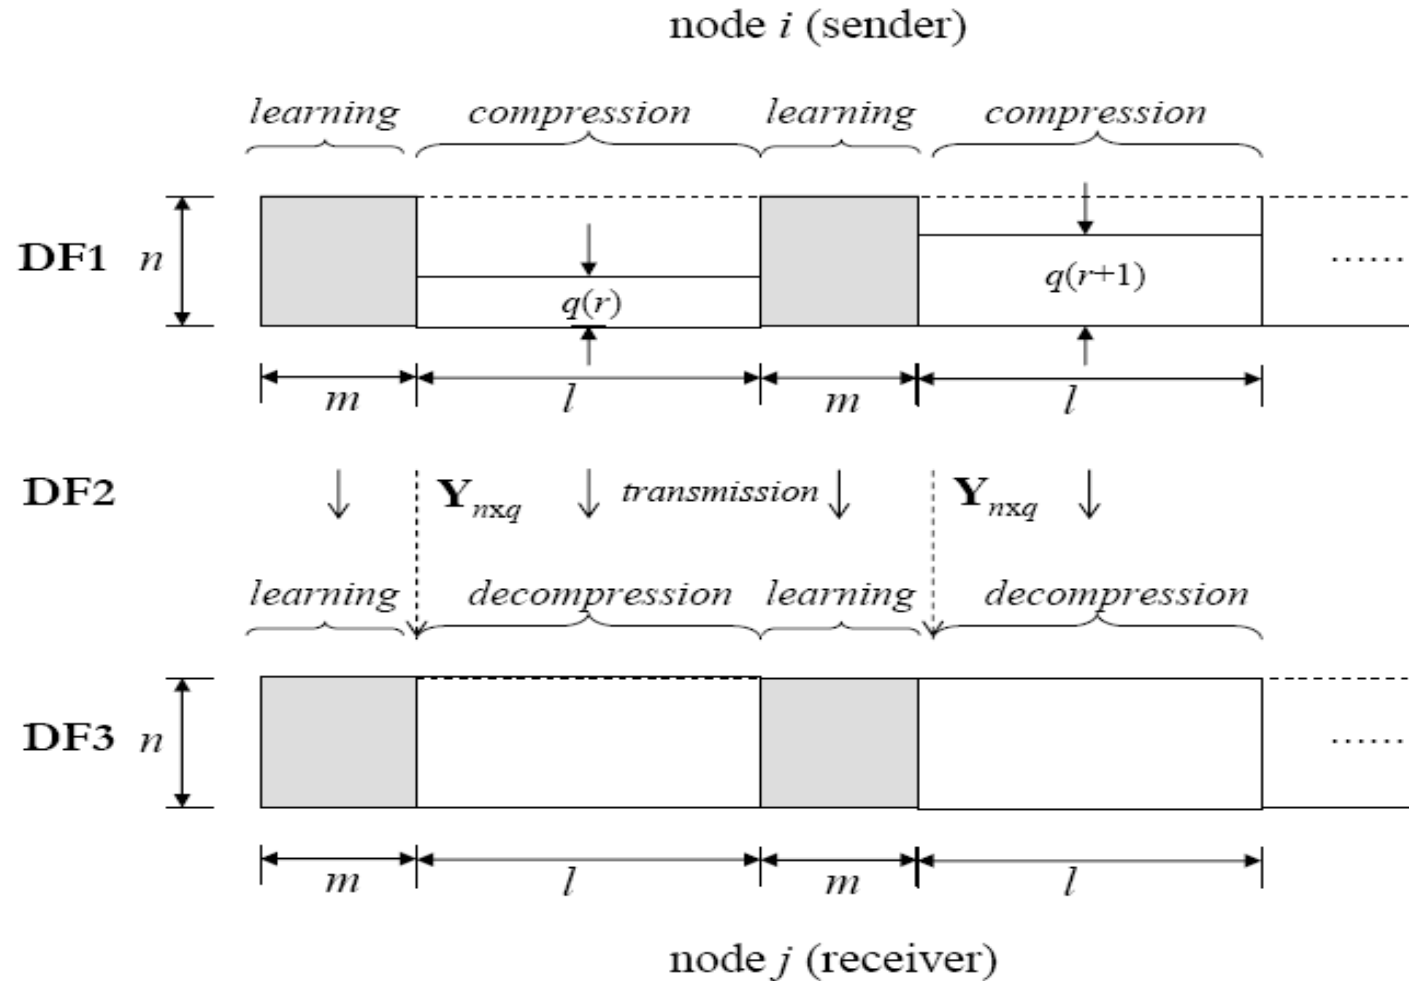 node i (sender)
learning compression learning compression
DF1 n q(r) q(r+1) ......
m l m l
DF2 Yₙₓq transmission Yₙₓq
learning decompression learning decompression
DF3 n ......
m l m l
node j (receiver)